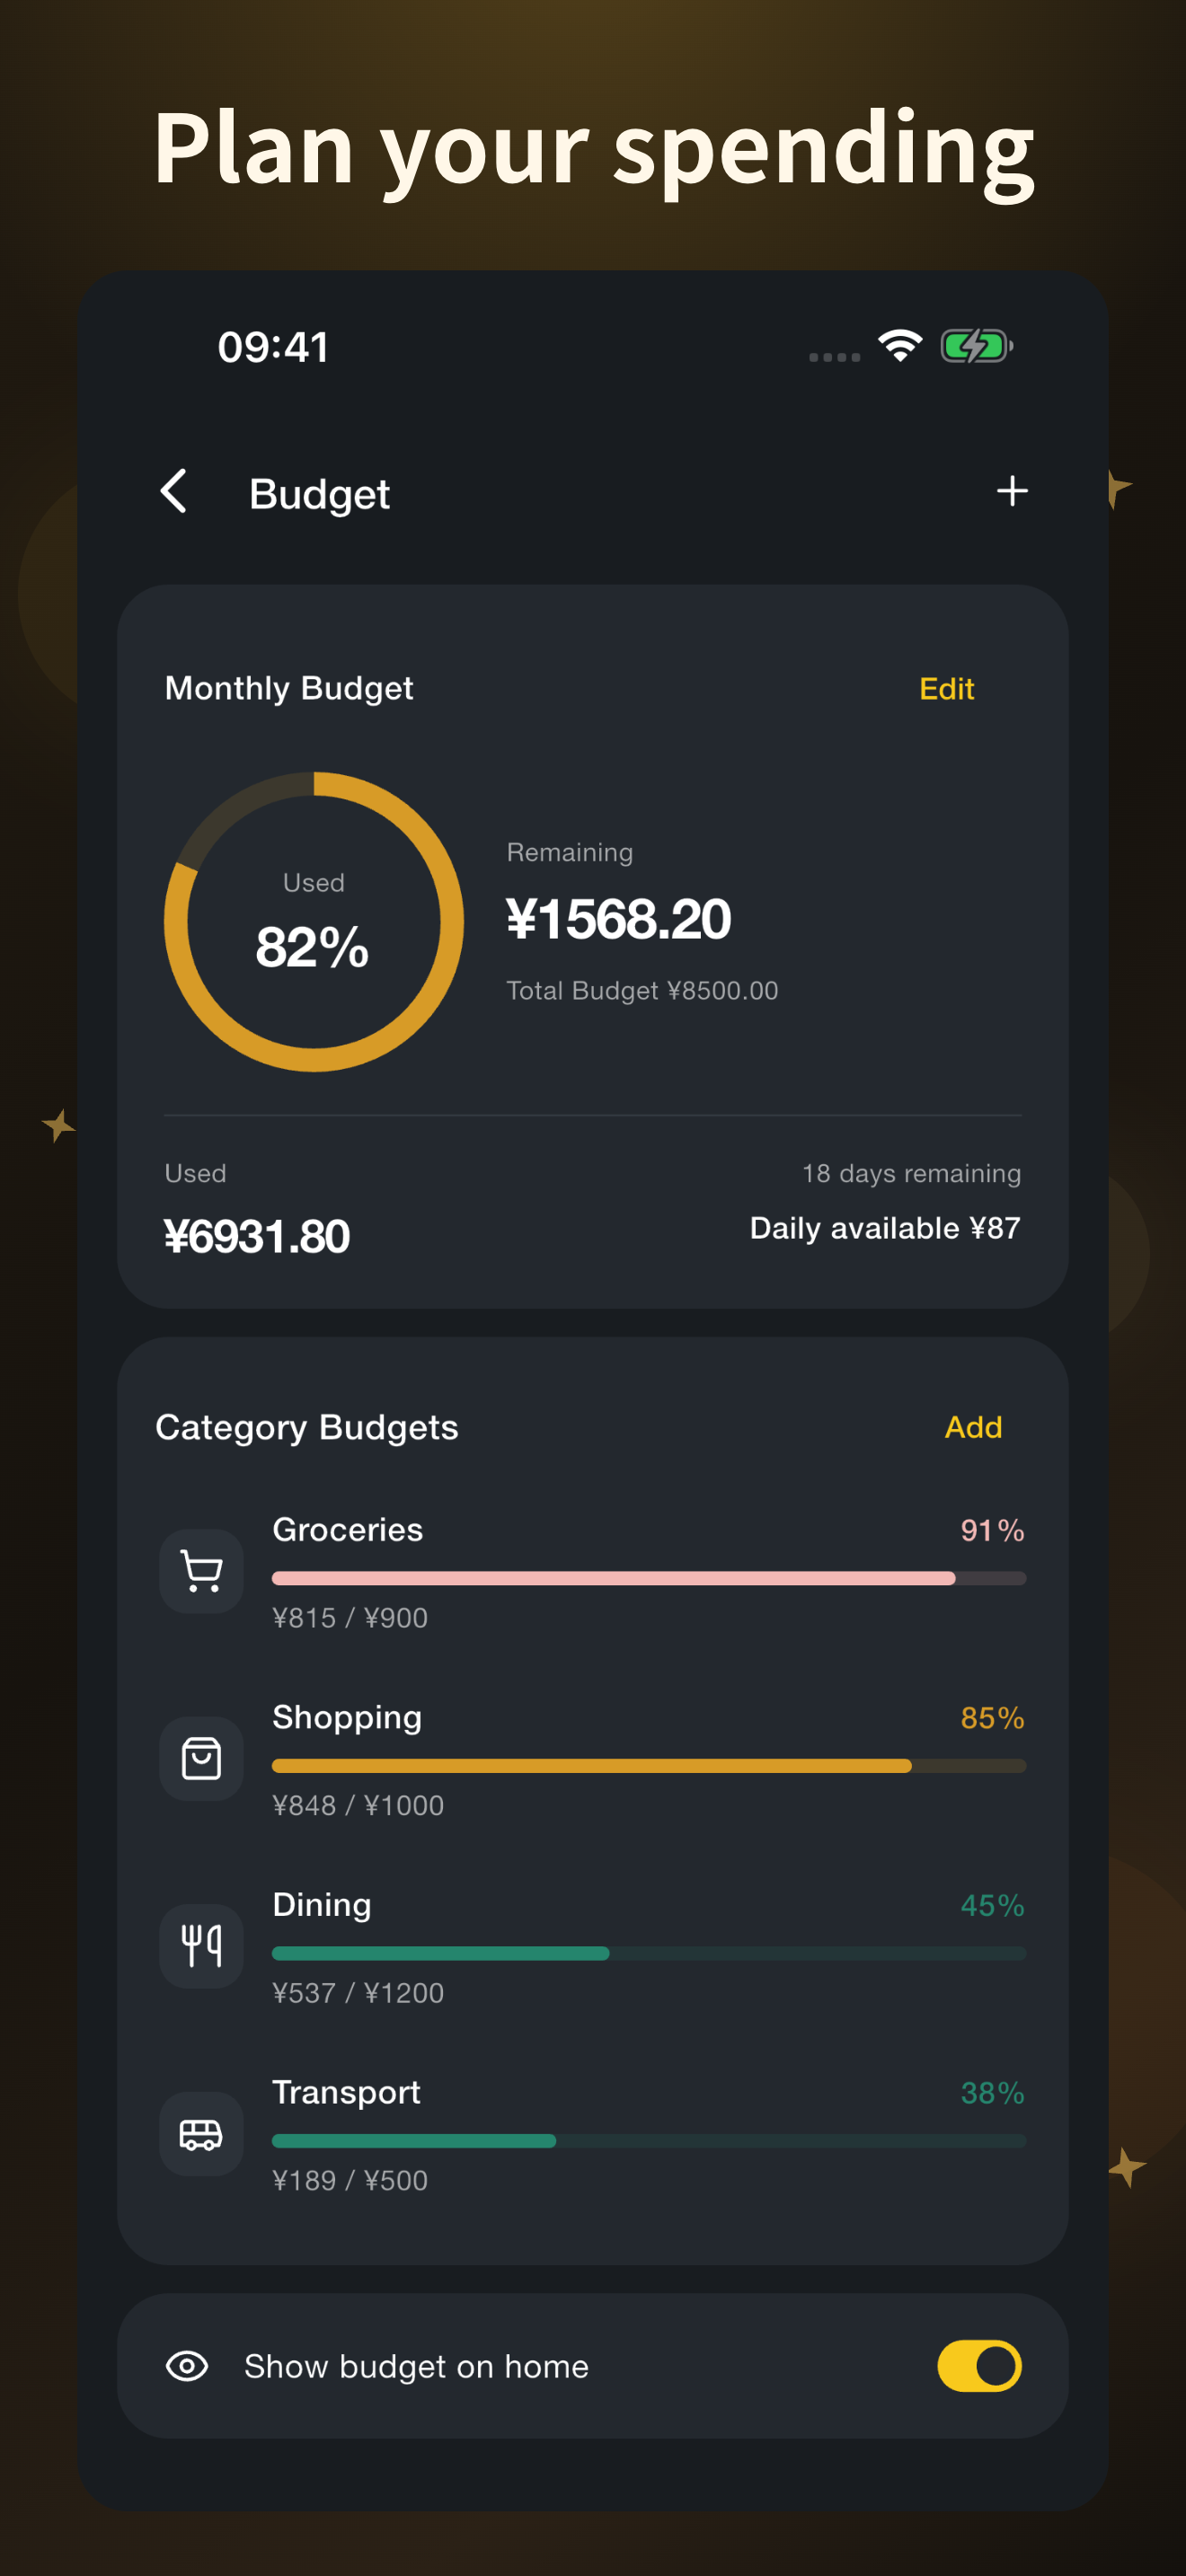 Plan your spending
09:41
Budget
Monthly Budget
Edit
Used
82%
Remaining
¥1568.20
Total Budget ¥8500.00
Used
¥6931.80
18 days remaining
Daily available ¥87
Category Budgets
Add
Groceries
91%
¥815 / ¥900
Shopping
85%
¥848 / ¥1000
Dining
45%
¥537 / ¥1200
Transport
38%
¥189 / ¥500
Show budget on home